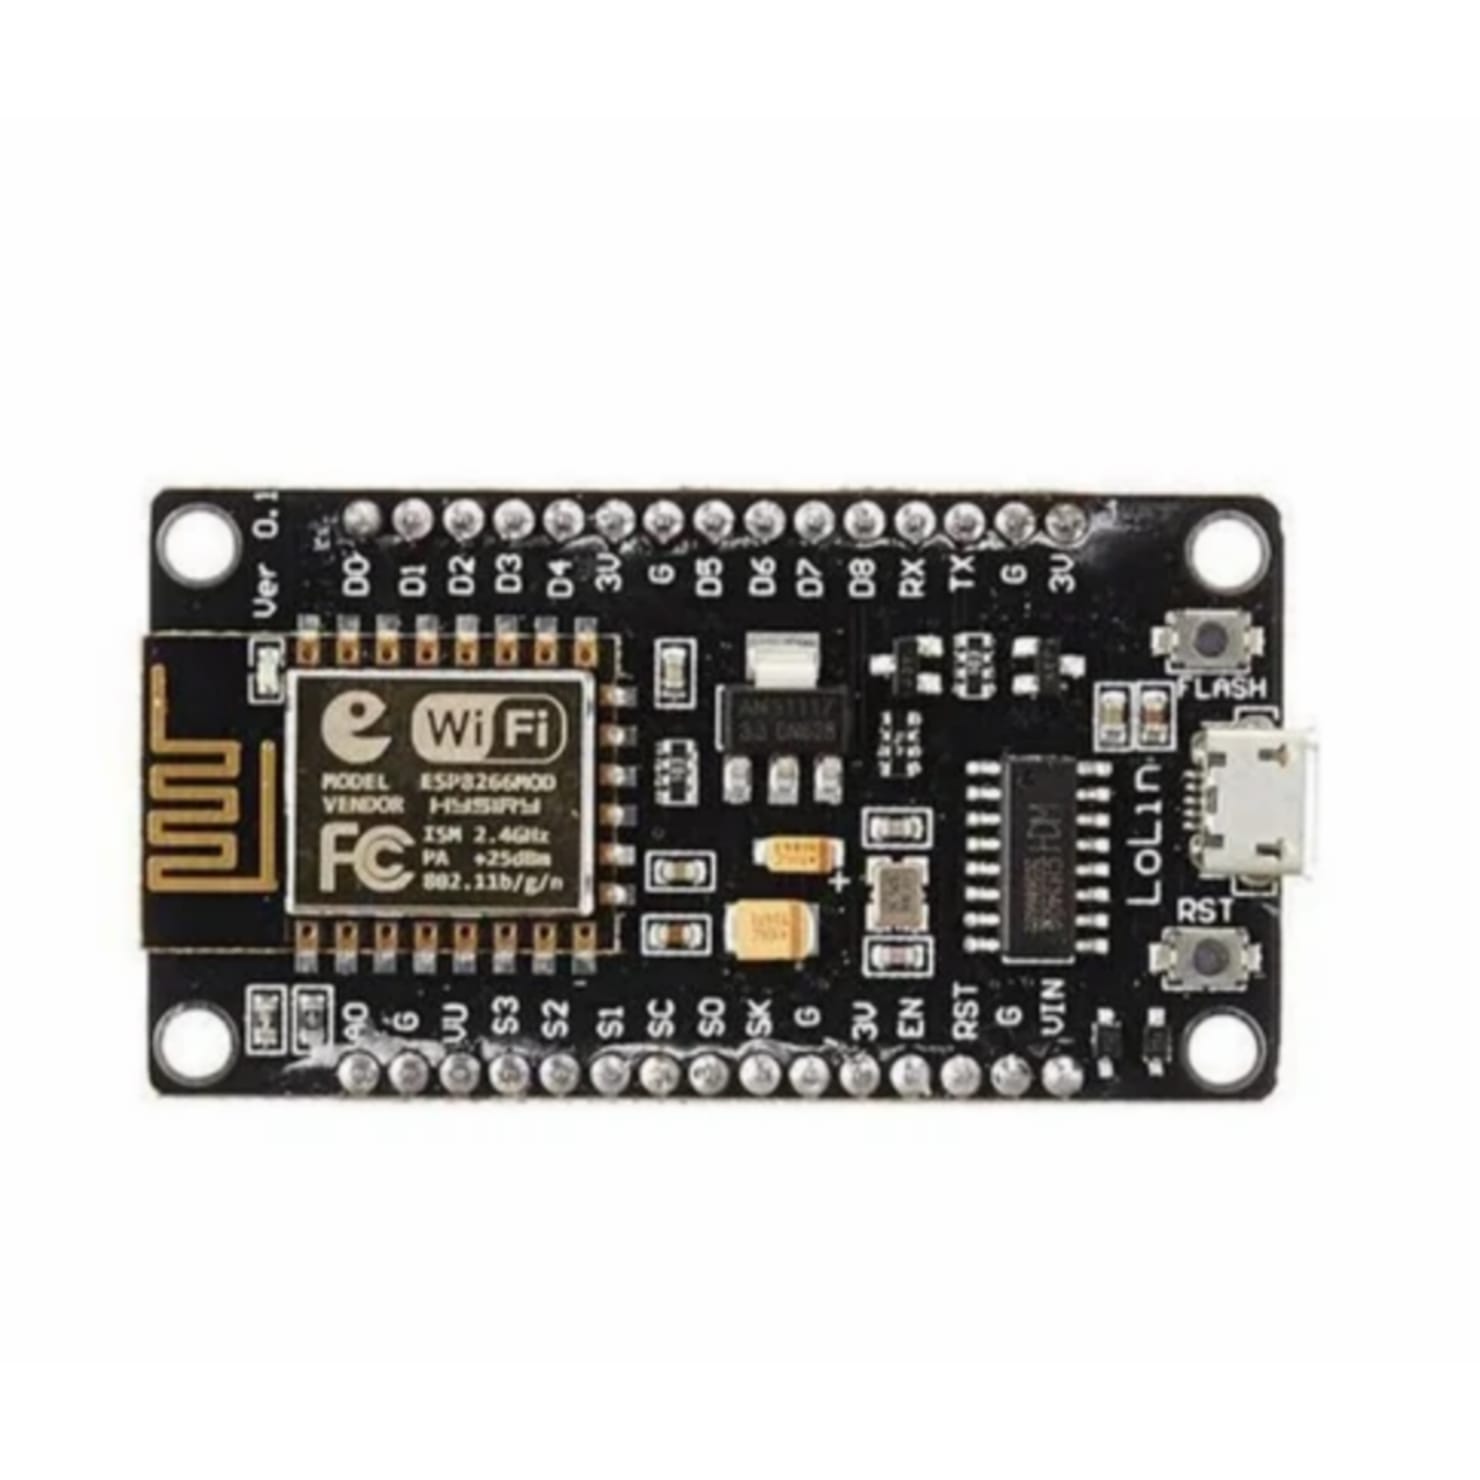 Ver 0.1
D0 D1 D2 D3 D4 3V G D5 D6 D7 D8 RX TX G 3V
FLASH
WiFi
MODEL ESP8266MOD
VENDOR
FC ISM 2.4GHz
PA +25dBm
802.11b/g/n
+
LoLin
RST
A0 G VU S3 S2 S1 SC S0 SK G 3V EN RST G VIN